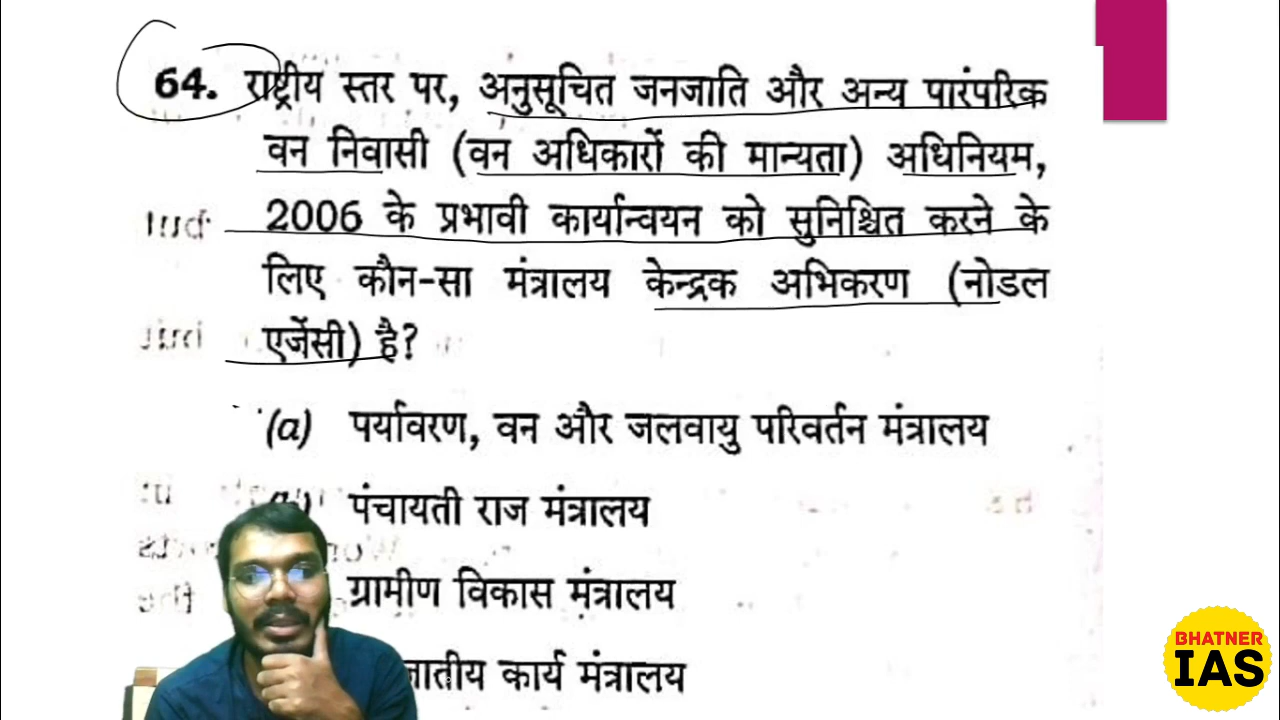 64. राष्ट्रीय स्तर पर, अनुसूचित जनजाति और अन्य पारंपरिक
वन निवासी (वन अधिकारों की मान्यता) अधिनियम,
2006 के प्रभावी कार्यान्वयन को सुनिश्चित करने के
लिए कौन-सा मंत्रालय केन्द्रक अभिकरण (नोडल
एजेंसी) है?
(a) पर्यावरण, वन और जलवायु परिवर्तन मंत्रालय
पंचायती राज मंत्रालय
ग्रामीण विकास मंत्रालय
कार्य मंत्रालय
BHATNER
IAS